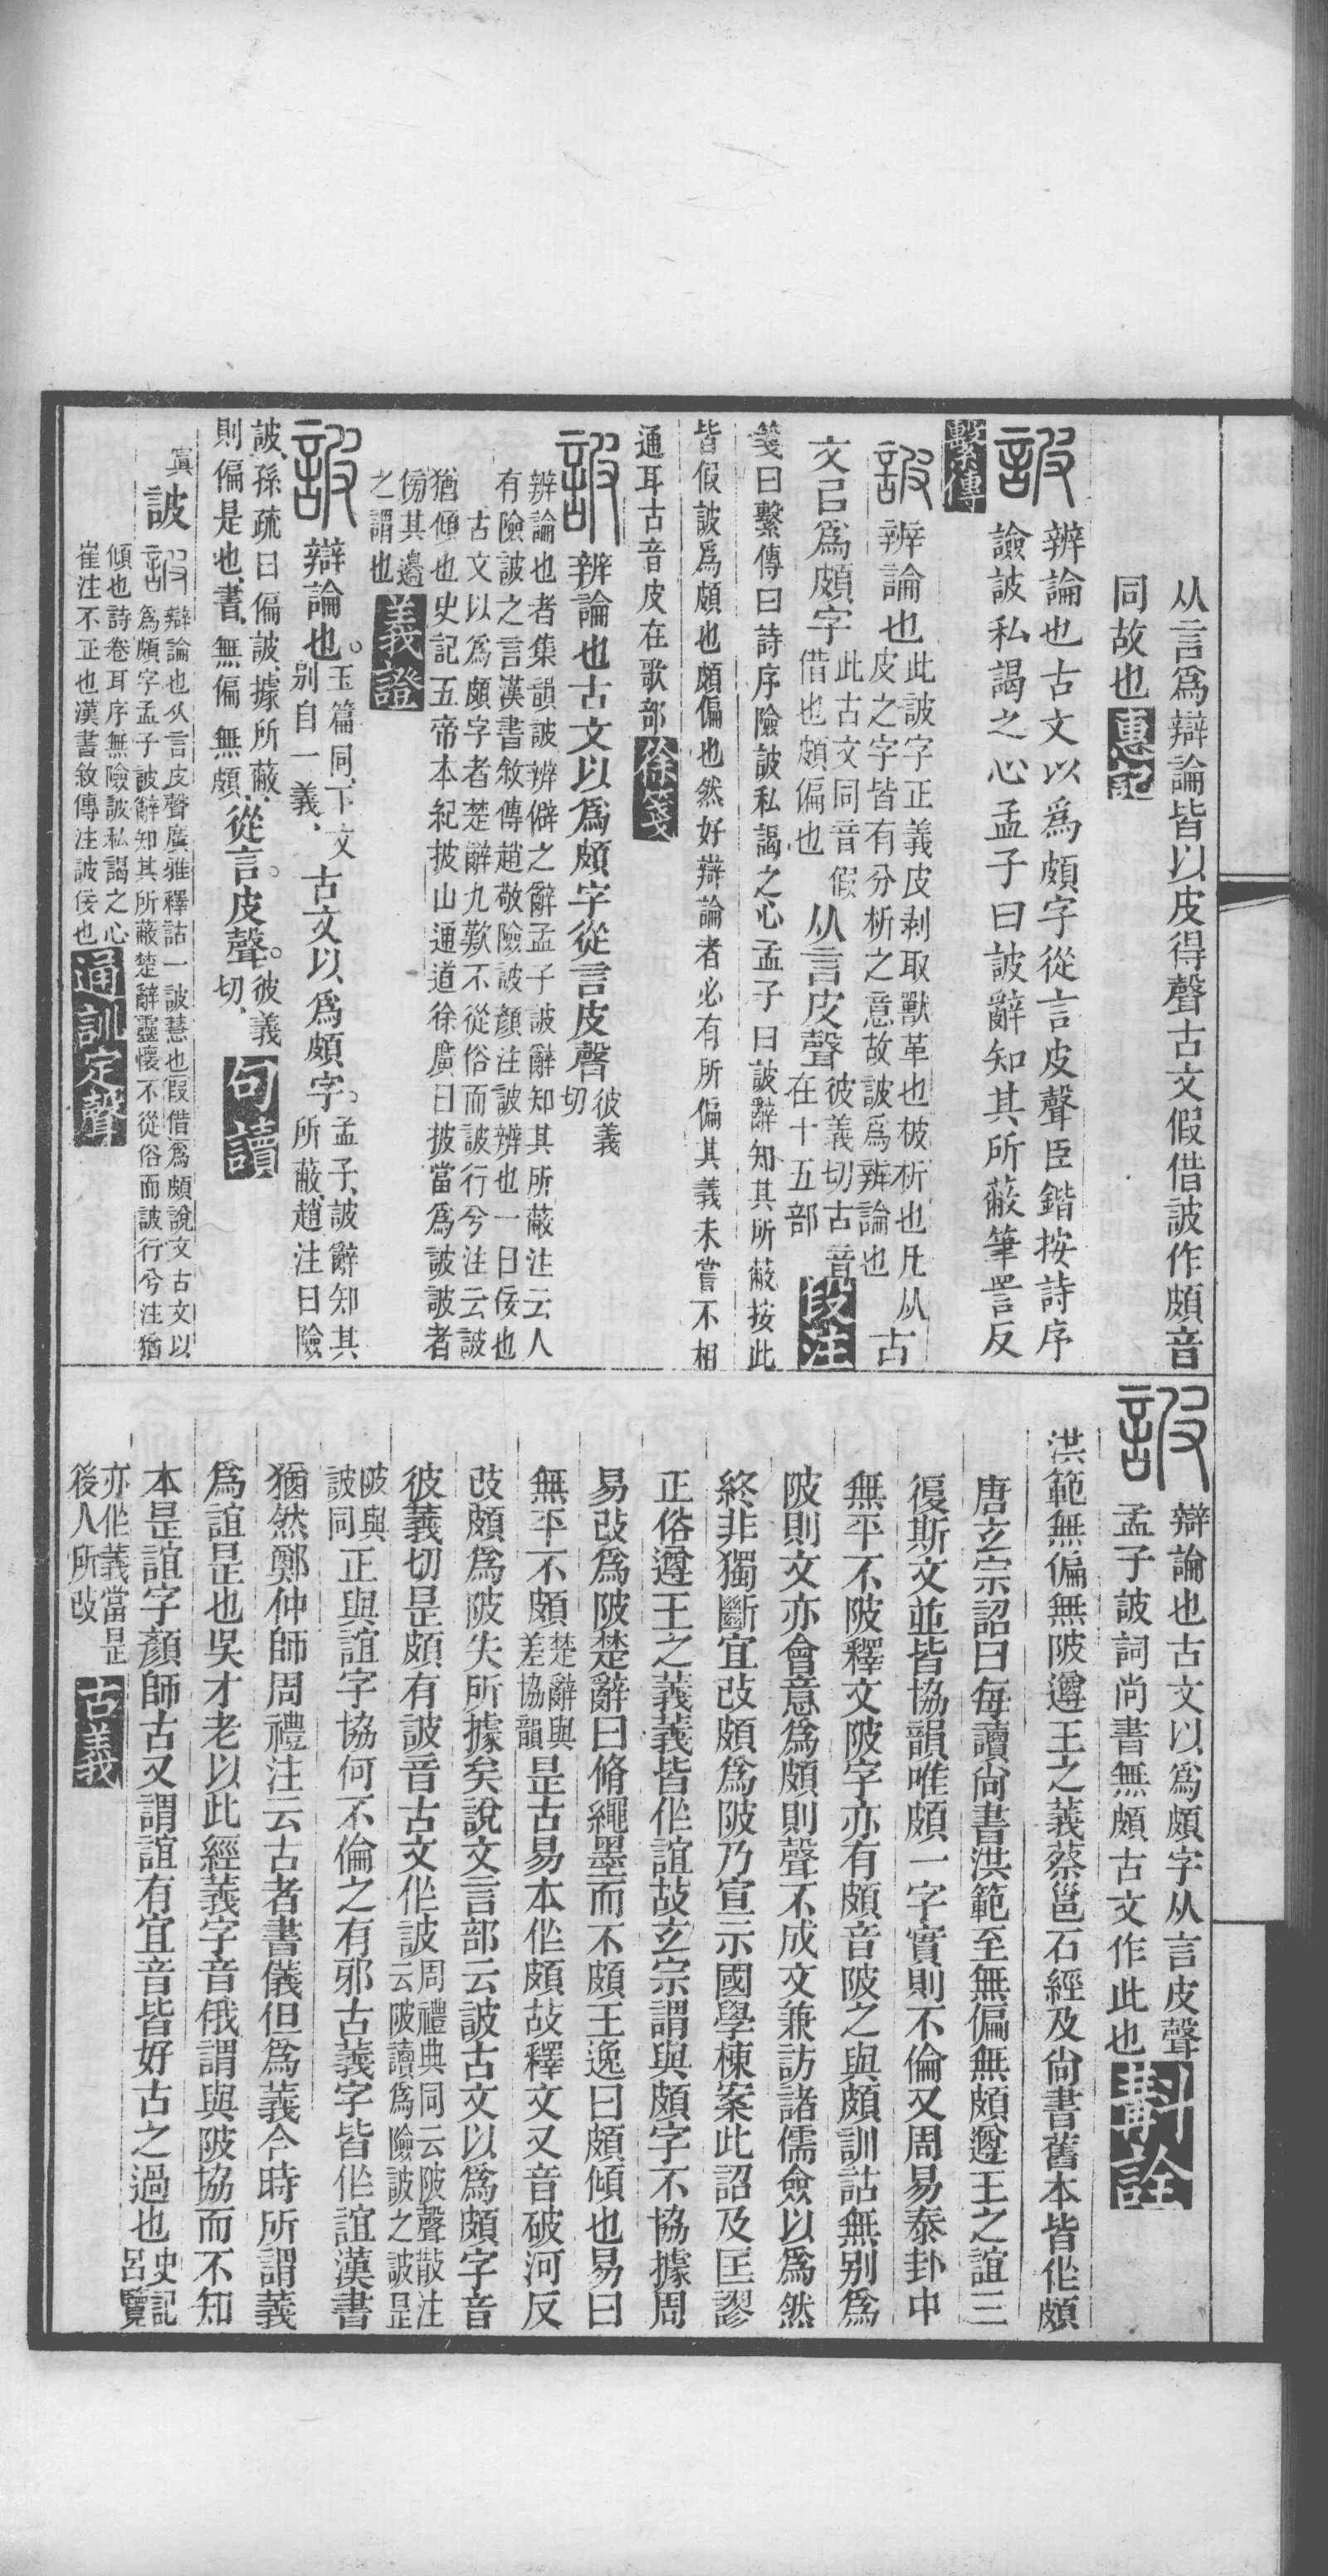 从言爲辯論皆以皮得聲古文假借詖作頗音
同故也惠記
詖
辨論也古文以爲頗字從言皮聲臣鍇按詩序
譣詖私謁之心孟子曰詖辭知其所蔽筆詈反
繫傳
詖辨論也此詖字正義皮剥取獸革也柀析也凡从
皮之字皆有分析之意故詖爲辨論也古
文㠯爲頗字此古文同音假
借也頗偏也从言皮聲彼義切古音
在十五部段注
箋曰繫傳曰詩序險詖私謁之心孟子曰詖辭知其所蔽按此
皆假詖爲頗也頗偏也然好辯論者必有所偏其義未嘗不相
通耳古音皮在歌部徐箋
詖辨論也古文以爲頗字從言皮聲彼義
切
辨論也者集韻詖辨僻之辭孟子詖辭知其所蔽注云人
有險詖之言漢書敘傳趙敬險詖顏注詖辨也一曰佞也
古文以爲頗字者楚辭九歎不從俗而詖行兮注云詖
猶傾也史記五帝本紀披山通道徐廣曰披當爲詖詖者
傍其邉
之謂也義證
詖辯論也。玉篇同、下文
別自一義、古文以爲頗字。孟子、詖辭知其
所蔽、趙注曰險
詖、孫疏曰偏詖、據所蔽、
則偏是也、書、無偏無頗、從言。皮聲。彼義
切、句讀
寘詖詖辯論也从言皮聲廣雅釋詁一詖慧也叚借爲頗說文古文以
爲頗字孟子詖辭知其所蔽楚辭靈懷不從俗而詖行兮注猶
傾也詩卷耳序無險詖私謁之心
崔注不正也漢書敘傳注詖佞也通訓定聲
詖
辯論也古文以爲頗字从言皮聲
孟子詖詞尚書無頗古文作此也斠詮
洪範無偏無陂遵王之義蔡邕石經及尙書舊本皆作頗
唐玄宗詔曰每讀尙書洪範至無偏無頗遵王之誼三
復斯文並皆協韻唯頗一字實則不倫又周易泰卦中
無平不陂釋文陂字亦有頗音陂之與頗訓詁無别爲
陂則文亦會意爲頗則聲不成文兼訪諸儒僉以爲然
終非獨斷宜改頗爲陂乃宣示國學棟案此詔及匡謬
正俗遵王之義義皆作誼故玄宗謂與頗字不協據周
易改爲陂楚辭曰脩繩墨而不頗王逸曰頗傾也易曰
無平不頗楚辭與
差協韻是古易本作頗故釋文又音破河反
改頗爲陂失所據矣說文言部云詖古文以爲頗字音
彼義切是頗有詖音古文作詖周禮典同云陂聲散注
云陂讀爲險詖之詖是
陂與
詖同正與誼字協何不倫之有邪古義字皆作誼漢書
猶然鄭仲師周禮注云古者書儀但爲義今時所謂義
爲誼是也吳才老以此經義字音俄謂與陂協而不知
本是誼字顏師古又謂誼有宜音皆好古之過也史記
呂覽
亦作義當是
後人所改古義